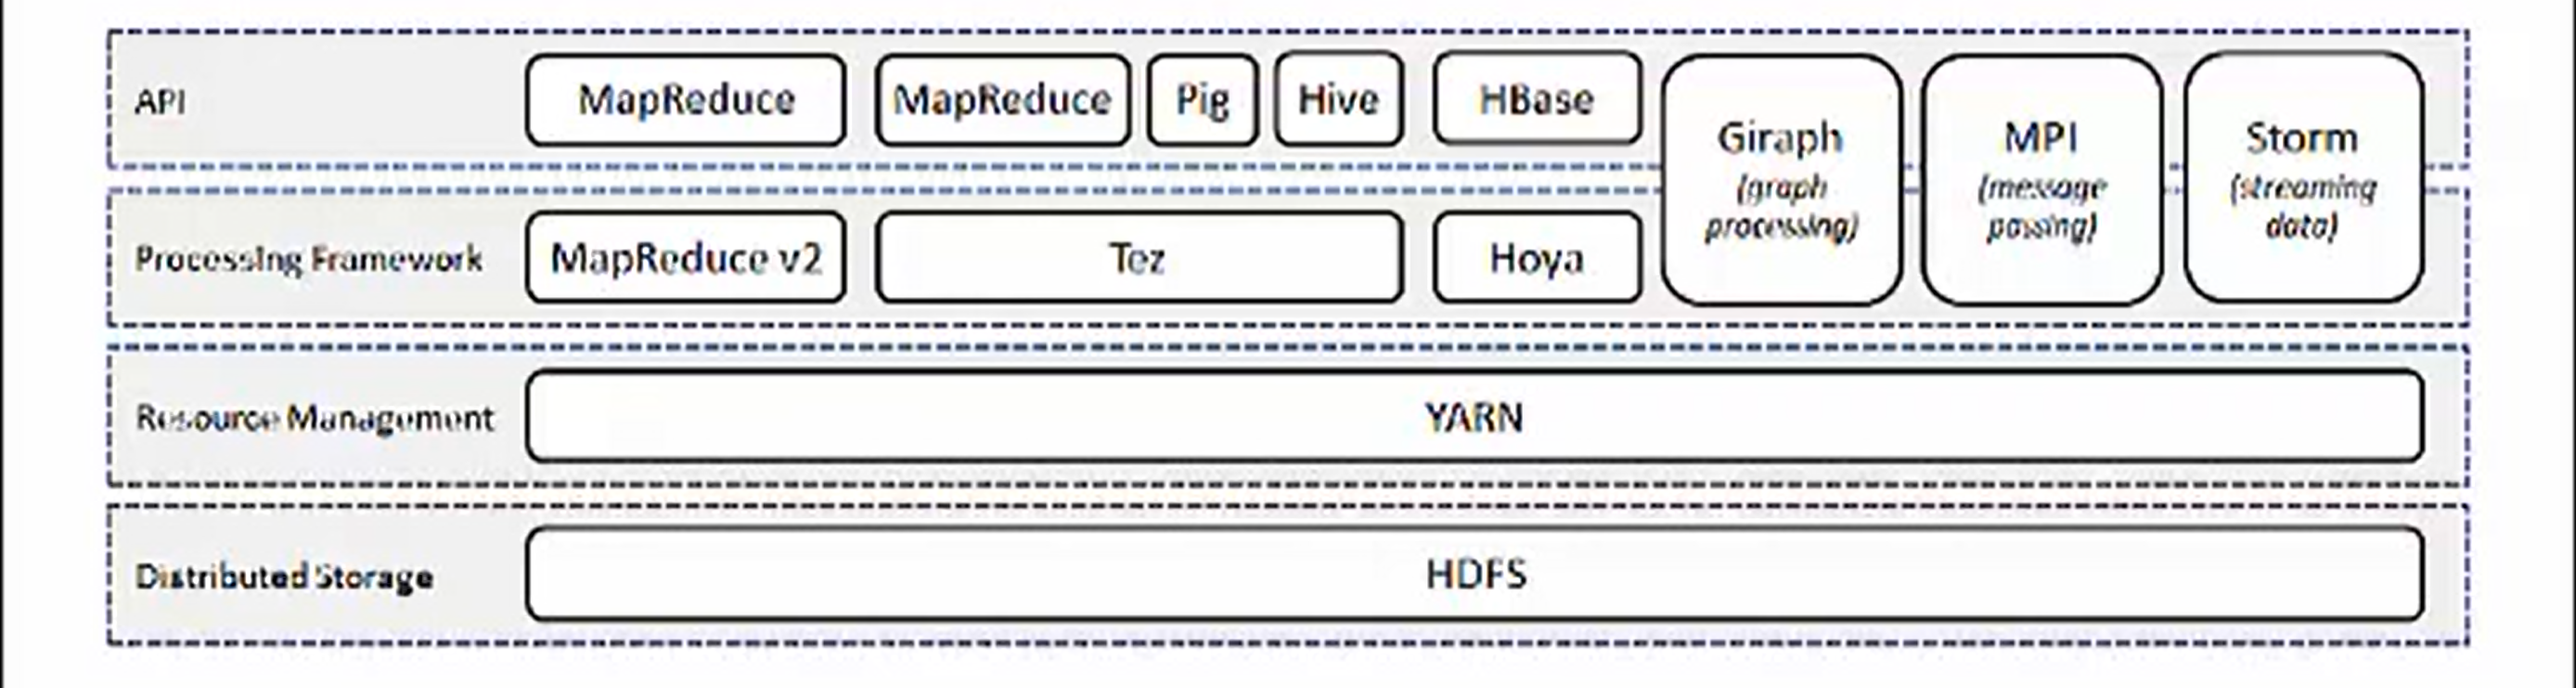 API
MapReduce
MapReduce
Pig
Hive
HBase
Giraph
(graph
processing)
MPI
(message
passing)
Storm
(streaming
data)
Processing Framework
MapReduce v2
Tez
Hoya
Resource Management
YARN
Distributed Storage
HDFS